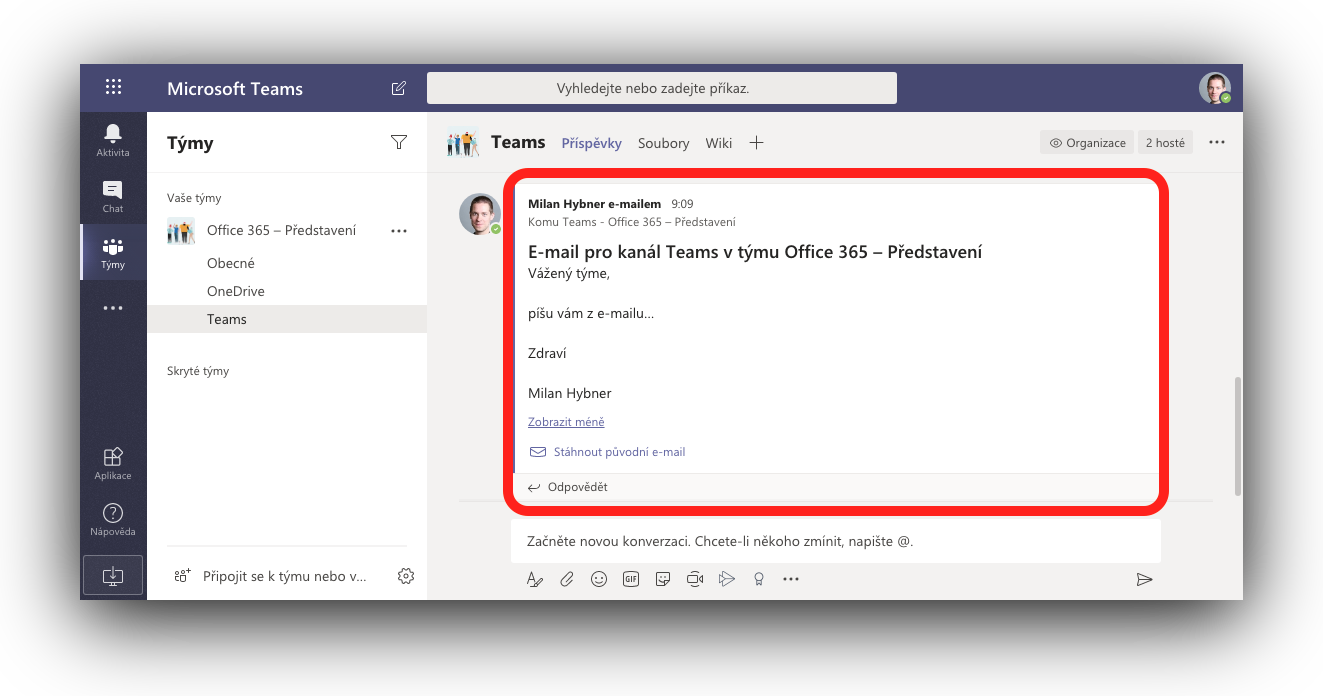 Microsoft Teams
Vyhledejte nebo zadejte příkaz.
Aktivita
Chat
Týmy
Aplikace
Nápověda
Týmy
Vaše týmy
Office 365 – Představení
Obecné
OneDrive
Teams
Skryté týmy
Připojit se k týmu nebo v...
Teams Příspěvky Soubory Wiki
Organizace
2 hosté
Milan Hybner e-mailem 9:09
Komu Teams - Office 365 – Představení
E-mail pro kanál Teams v týmu Office 365 – Představení
Vážený týme,
píšu vám z e-mailu...
Zdraví
Milan Hybner
Zobrazit méně
Stáhnout původní e-mail
Odpovědět
Začněte novou konverzaci. Chcete-li někoho zmínit, napište @.
GIF